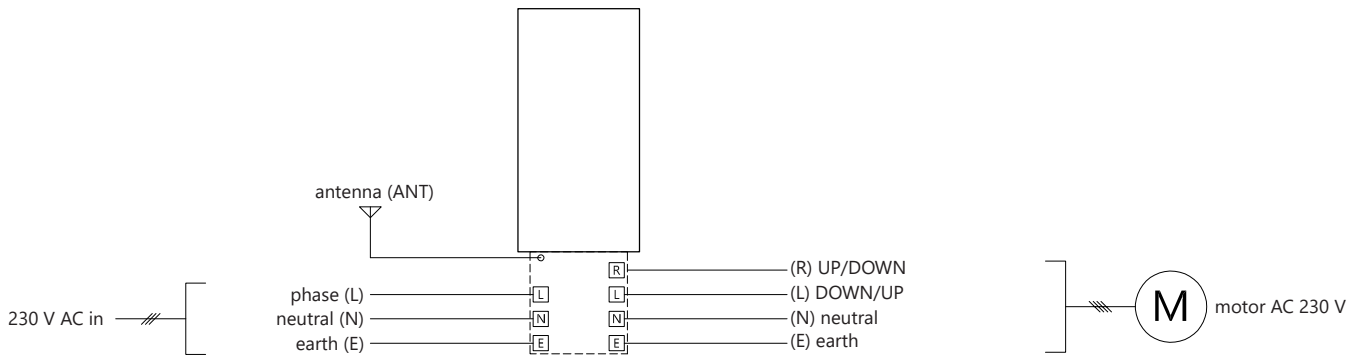 antenna (ANT)
R
(R) UP/DOWN
phase (L)
L
L
(L) DOWN/UP
230 V AC in
neutral (N)
N
N
(N) neutral
M
motor AC 230 V
earth (E)
E
E
(E) earth